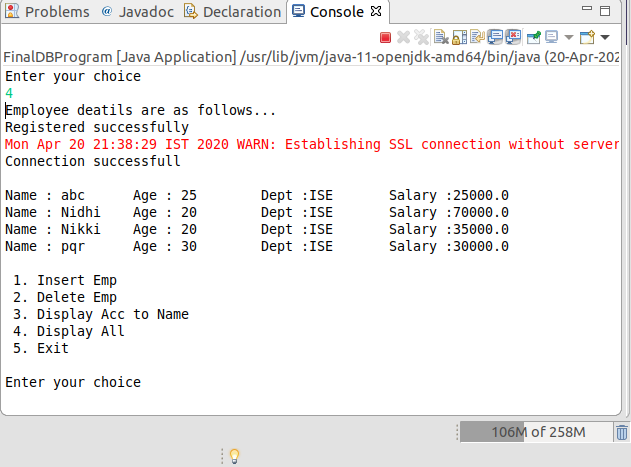 Problems @ Javadoc Declaration Console
FinalDBProgram [Java Application] /usr/lib/jvm/java-11-openjdk-amd64/bin/java (20-Apr-202
Enter your choice
4
Employee deatils are as follows...
Registered successfully
Mon Apr 20 21:38:29 IST 2020 WARN: Establishing SSL connection without server
Connection successfull
Name : abc Age : 25 Dept :ISE Salary :25000.0
Name : Nidhi Age : 20 Dept :ISE Salary :70000.0
Name : Nikki Age : 20 Dept :ISE Salary :35000.0
Name : pqr Age : 30 Dept :ISE Salary :30000.0
1. Insert Emp
2. Delete Emp
3. Display Acc to Name
4. Display All
5. Exit
Enter your choice
106M of 258M